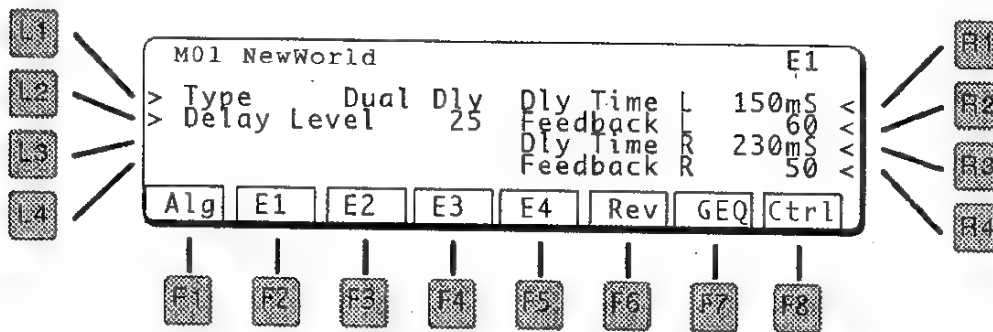 L1
L2
L3
L4
M01 NewWorld E1
> Type Dual Dly Dly Time L 150mS <
> Delay Level 25 Feedback L 60 <
Dly Time R 230mS <
Feedback R 50 <
Alg E1 E2 E3 E4 Rev GEQ Ctrl
F1 F2 F3 F4 F5 F6 F7 F8
R1
R2
R3
R4